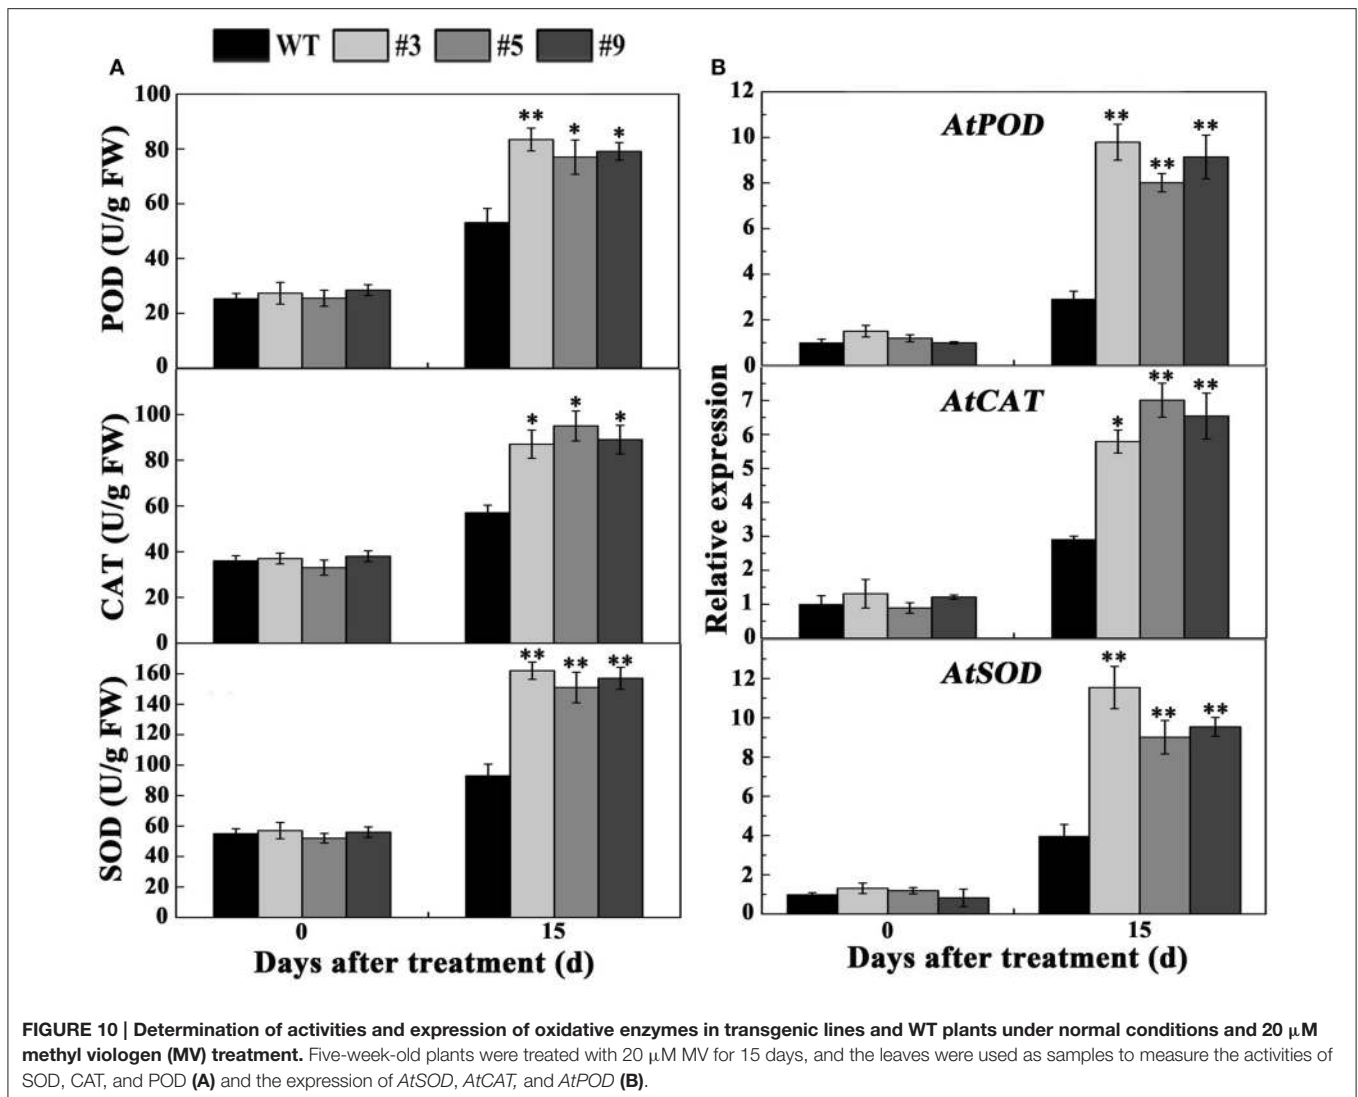 WT #3 #5 #9
A
100
80
60
40
20
0
POD (U/g FW)
** * *
100
80
60
40
20
0
CAT (U/g FW)
* * *
160
140
120
100
80
60
40
20
0
SOD (U/g FW)
** ** **
0 15
Days after treatment (d)
B
12
10
8
6
4
2
0
AtPOD
** ** **
7
6
5
4
3
2
1
0
Relative expression
AtCAT
* ** **
12
10
8
6
4
2
0
AtSOD
** ** **
0 15
Days after treatment (d)
FIGURE 10 | Determination of activities and expression of oxidative enzymes in transgenic lines and WT plants under normal conditions and 20 μM
methyl viologen (MV) treatment. Five-week-old plants were treated with 20 μM MV for 15 days, and the leaves were used as samples to measure the activities of
SOD, CAT, and POD (A) and the expression of AtSOD, AtCAT, and AtPOD (B).